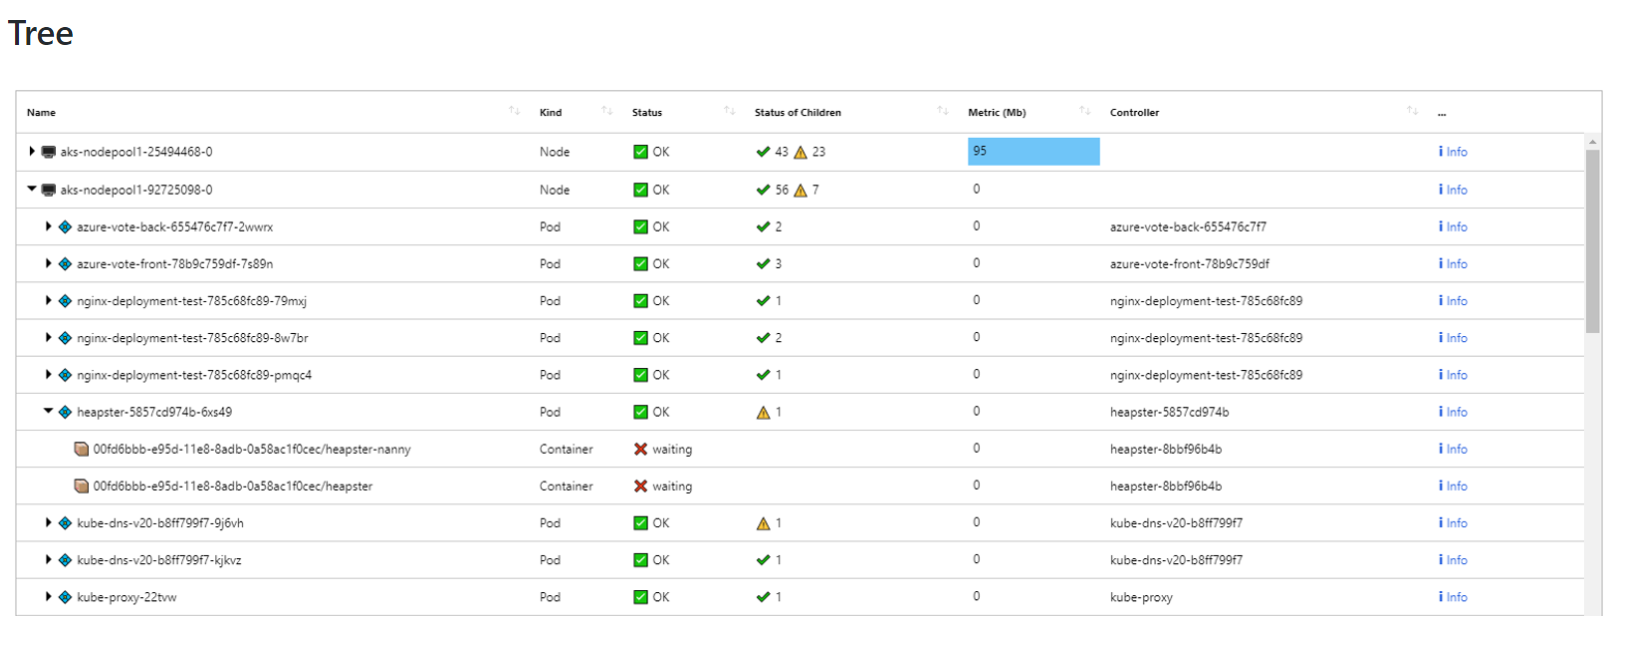 Tree
Name Kind Status Status of Children Metric (Mb) Controller ...
aks-nodepool1-25494468-0 Node OK 43 23 95 Info
aks-nodepool1-92725098-0 Node OK 56 7 0 Info
azure-vote-back-655476c7f7-2wwrx Pod OK 2 0 azure-vote-back-655476c7f7 Info
azure-vote-front-78b9c759df-7s89n Pod OK 3 0 azure-vote-front-78b9c759df Info
nginx-deployment-test-785c68fc89-79mxj Pod OK 1 0 nginx-deployment-test-785c68fc89 Info
nginx-deployment-test-785c68fc89-8w7br Pod OK 2 0 nginx-deployment-test-785c68fc89 Info
nginx-deployment-test-785c68fc89-pmqc4 Pod OK 1 0 nginx-deployment-test-785c68fc89 Info
heapster-5857cd974b-6xs49 Pod OK 1 0 heapster-5857cd974b Info
00fd6bbb-e95d-11e8-8adb-0a58ac1f0cec/heapster-nanny Container waiting 0 heapster-8bbf96b4b Info
00fd6bbb-e95d-11e8-8adb-0a58ac1f0cec/heapster Container waiting 0 heapster-8bbf96b4b Info
kube-dns-v20-b8ff799f7-9j6vh Pod OK 1 0 kube-dns-v20-b8ff799f7 Info
kube-dns-v20-b8ff799f7-kjkvz Pod OK 1 0 kube-dns-v20-b8ff799f7 Info
kube-proxy-22tvw Pod OK 1 0 kube-proxy Info